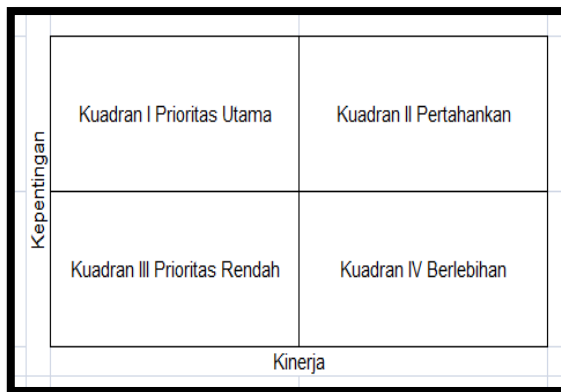 Kepentingan
Kuadran I Prioritas Utama
Kuadran II Pertahankan
Kuadran III Prioritas Rendah
Kuadran IV Berlebihan
Kinerja